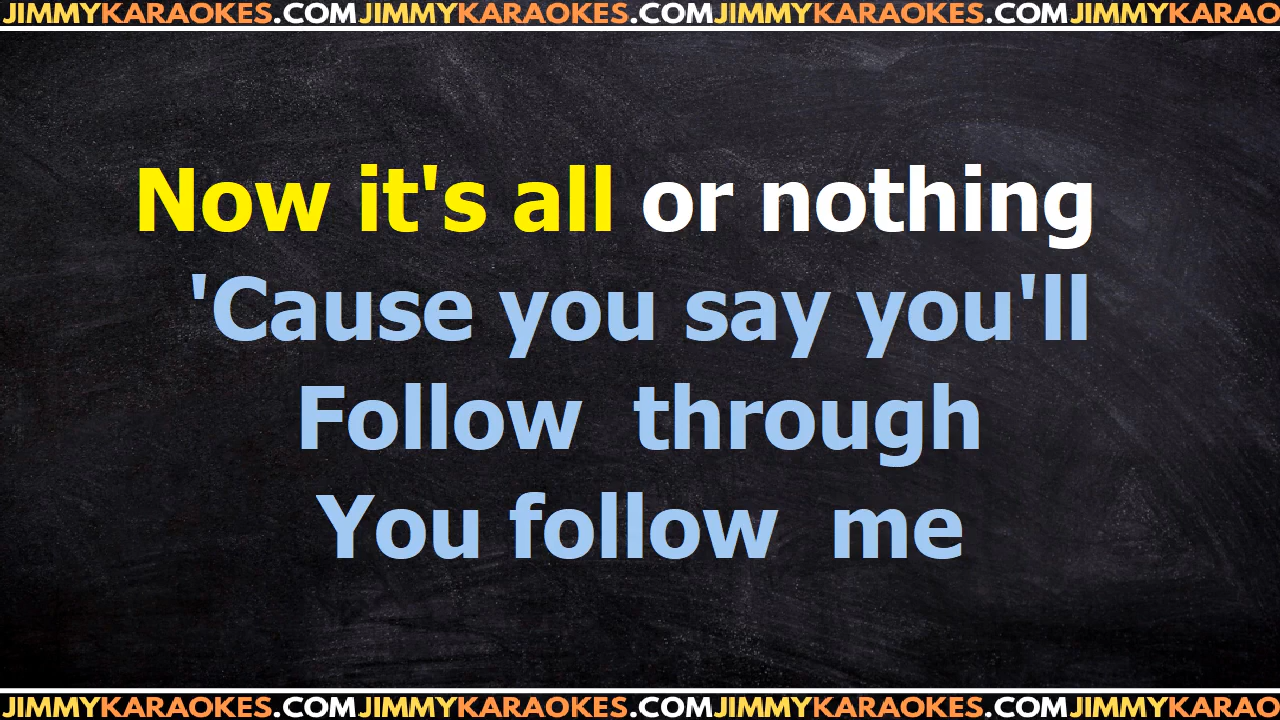 JIMMYKARAOKES.COMJIMMYKARAOKES.COMJIMMYKARAOKES.COMJIMMYKARAO
Now it's all or nothing
'Cause you say you'll
Follow through
You follow me
JIMMYKARAOKES.COMJIMMYKARAOKES.COMJIMMYKARAOKES.COMJIMMYKARAO